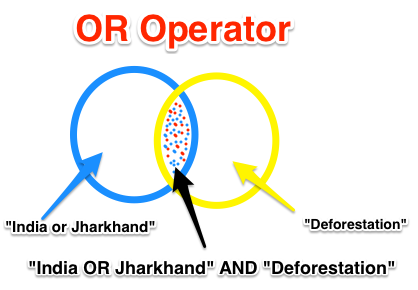 OR Operator
"India or Jharkhand"
"Deforestation"
"India OR Jharkhand" AND "Deforestation"